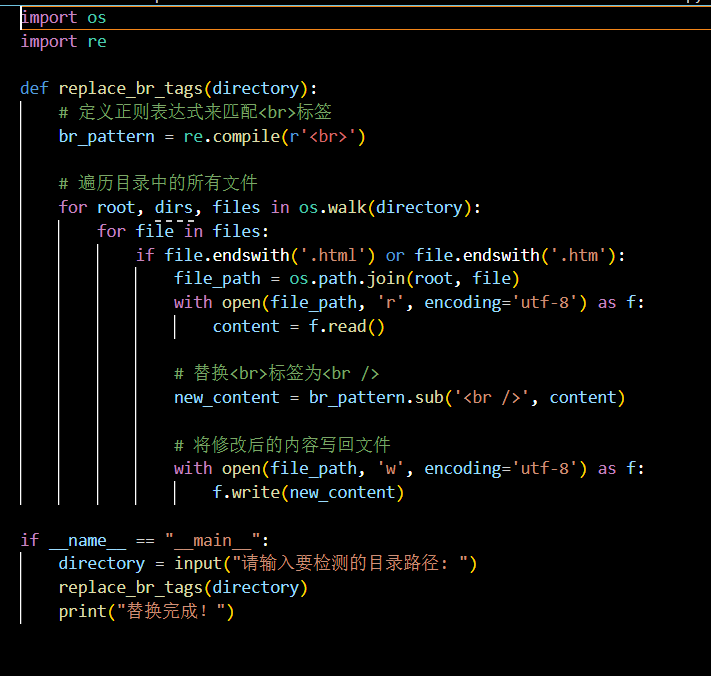 import os
import re
def replace_br_tags(directory):
# 定义正则表达式来匹配<br>标签
br_pattern = re.compile(r'<br>')
# 遍历目录中的所有文件
for root, dirs, files in os.walk(directory):
for file in files:
if file.endswith('.html') or file.endswith('.htm'):
file_path = os.path.join(root, file)
with open(file_path, 'r', encoding='utf-8') as f:
content = f.read()
# 替换<br>标签为<br />
new_content = br_pattern.sub('<br />', content)
# 将修改后的内容写回文件
with open(file_path, 'w', encoding='utf-8') as f:
f.write(new_content)
if __name__ == "__main__":
directory = input("请输入要检测的目录路径: ")
replace_br_tags(directory)
print("替换完成! ")